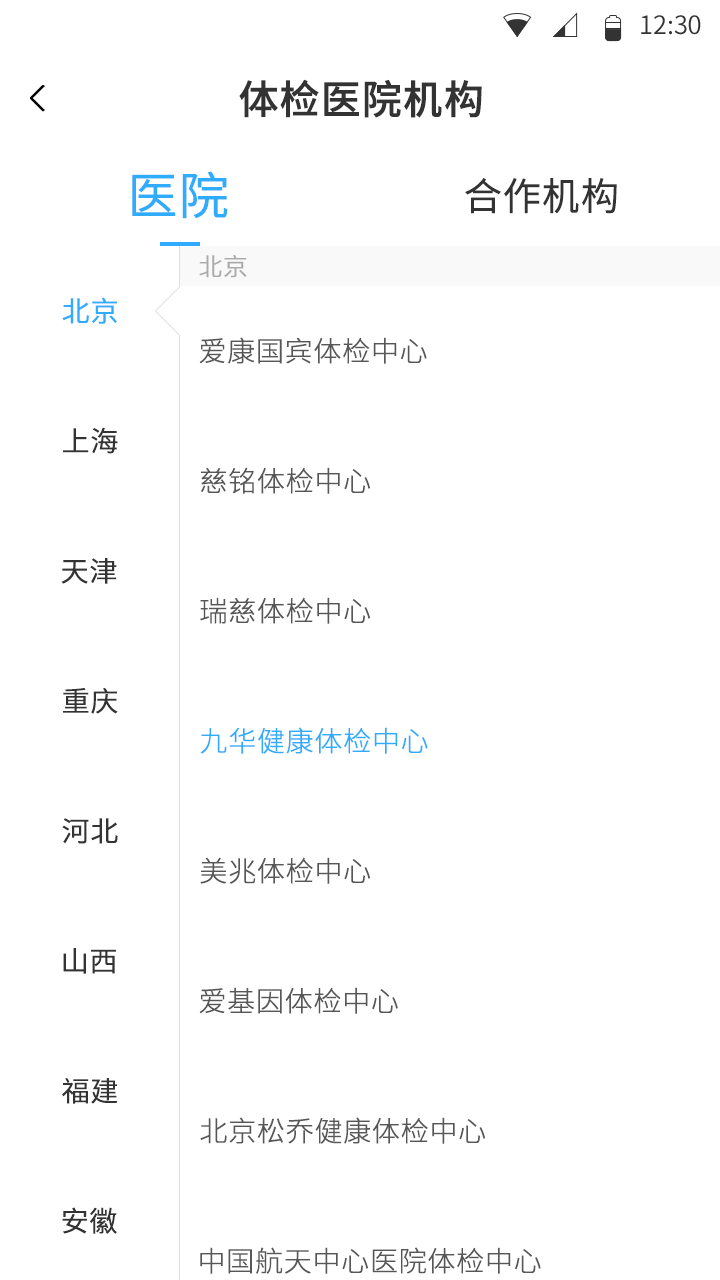 12:30
体检医院机构
医院
合作机构
北京
北京
爱康国宾体检中心
上海
慈铭体检中心
天津
瑞慈体检中心
重庆
九华健康体检中心
河北
美兆体检中心
山西
爱基因体检中心
福建
北京松乔健康体检中心
安徽
中国航天中心医院体检中心